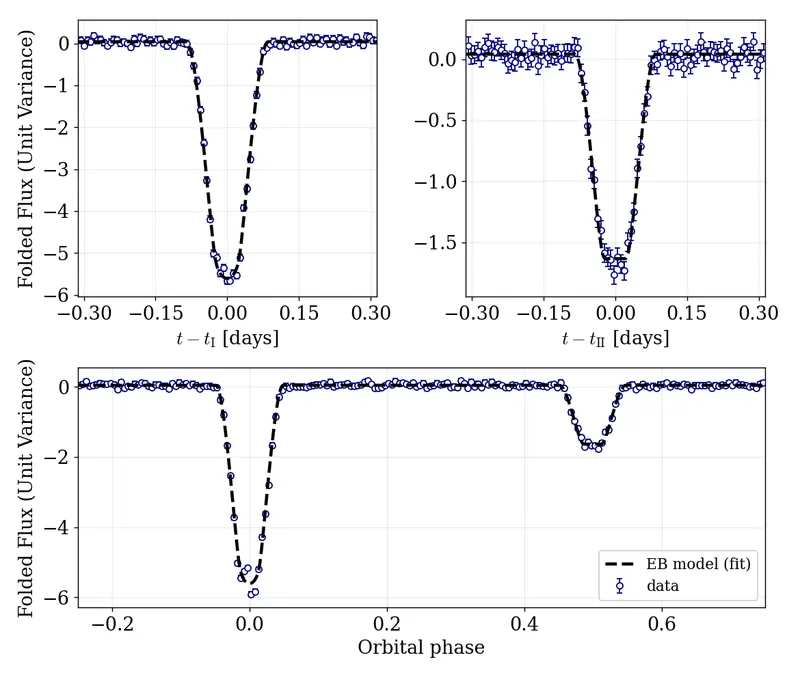 Folded Flux (Unit Variance)
0
−1
−2
−3
−4
−5
−6
−0.30 −0.15 0.00 0.15 0.30
t − tI [days]
0.0
−0.5
−1.0
−1.5
−0.30 −0.15 0.00 0.15 0.30
t − tII [days]
Folded Flux (Unit Variance)
0
−2
−4
−6
−0.2 0.0 0.2 0.4 0.6
Orbital phase
EB model (fit)
data